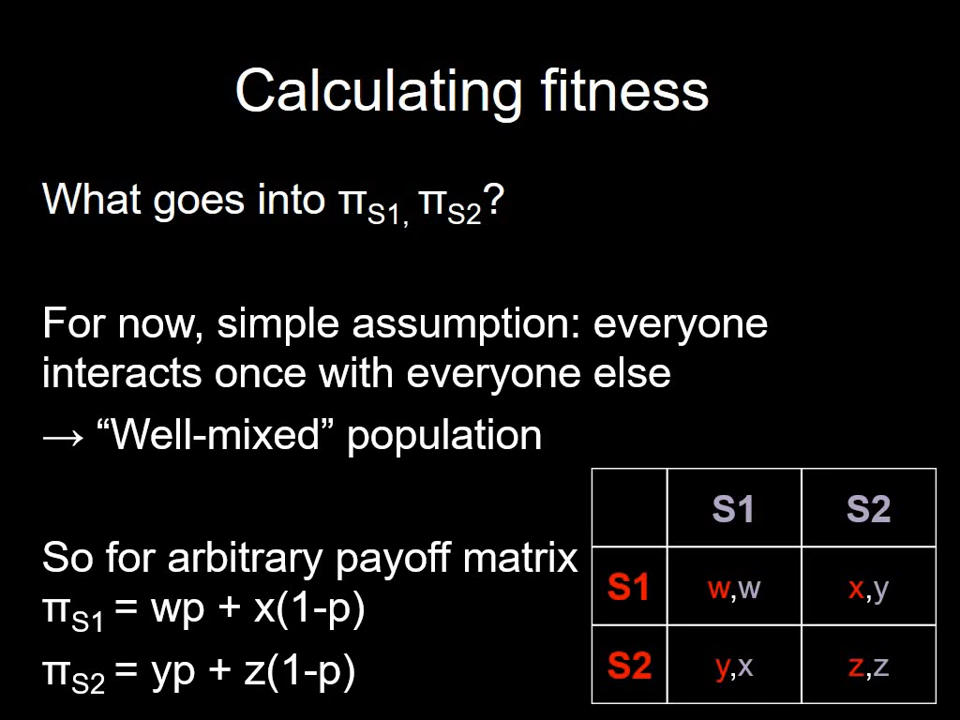 Calculating fitness
What goes into πS1, πS2?
For now, simple assumption: everyone
interacts once with everyone else
→ “Well-mixed” population
So for arbitrary payoff matrix
πS1 = wp + x(1-p)
πS2 = yp + z(1-p)
S1 S2
S1 w,w x,y
S2 y,x z,z